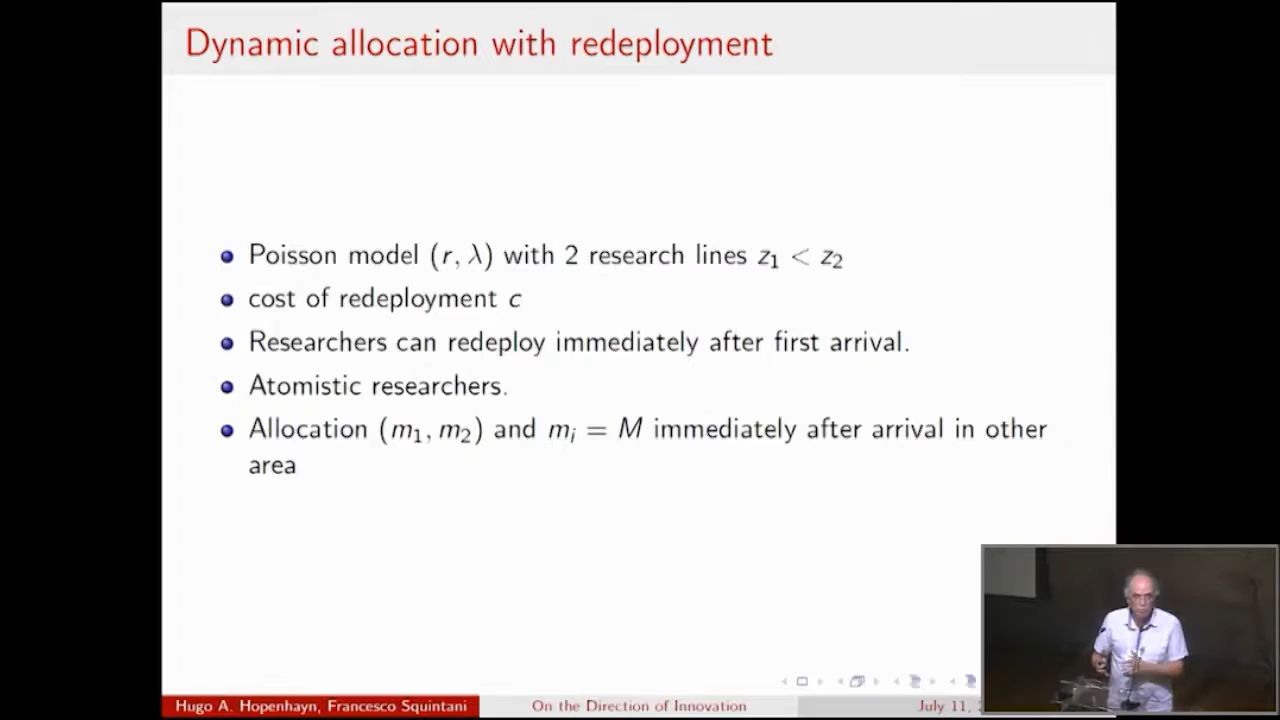 Dynamic allocation with redeployment
Poisson model (r, λ) with 2 research lines z₁ < z₂
cost of redeployment c
Researchers can redeploy immediately after first arrival.
Atomistic researchers.
Allocation (m₁, m₂) and mᵢ = M immediately after arrival in other
area
Hugo A. Hopenhayn, Francesco Squintani
On the Direction of Innovation
July 11,